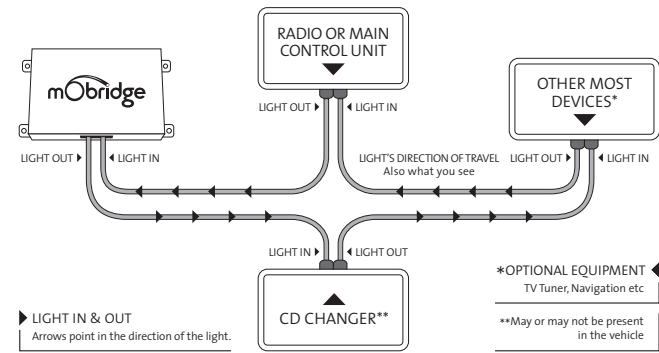 RADIO OR MAIN
CONTROL UNIT
mObridge
OTHER MOST
DEVICES*
LIGHT OUT
LIGHT IN
LIGHT OUT
LIGHT IN
LIGHT'S DIRECTION OF TRAVEL
Also what you see
LIGHT OUT
LIGHT IN
LIGHT IN
LIGHT OUT
CD CHANGER**
*OPTIONAL EQUIPMENT
TV Tuner, Navigation etc
LIGHT IN & OUT
Arrows point in the direction of the light.
**May or may not be present
in the vehicle